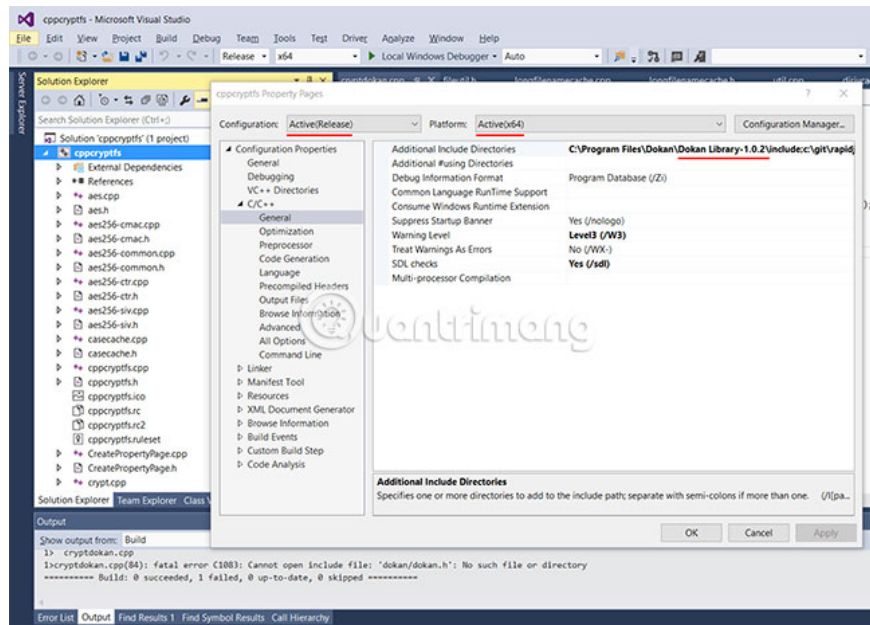 cppcryptfs - Microsoft Visual Studio
File Edit View Project Build Debug Team Tools Test Driver Analyze Window Help
Release x64 Local Windows Debugger Auto
Server Explorer
Solution Explorer
Search Solution Explorer (Ctrl+;)
Solution 'cppcryptfs' (1 project)
cppcryptfs
External Dependencies
References
aes.cpp
aes.h
aes256-cmac.cpp
aes256-cmac.h
aes256-common.cpp
aes256-common.h
aes256-ctr.cpp
aes256-ctr.h
aes256-siv.cpp
aes256-siv.h
casecache.cpp
casecache.h
cppcryptfs.cpp
cppcryptfs.h
cppcryptfs.ico
cppcryptfs.rc
cppcryptfs.rc2
cppcryptfs.ruleset
CreatePropertyPage.cpp
CreatePropertyPage.h
crypt.cpp
Solution Explorer Team Explorer Class V
cryptdokan.cpp fileutil.h longfilenamecache.cpp longfilenamecache.h util.cpp
cppcryptfs Property Pages
Configuration: Active(Release) Platform: Active(x64) Configuration Manager...
Configuration Properties
General
Debugging
VC++ Directories
C/C++
General
Optimization
Preprocessor
Code Generation
Language
Precompiled Headers
Output Files
Browse Information
Advanced
All Options
Command Line
Linker
Manifest Tool
Resources
XML Document Generator
Browse Information
Build Events
Custom Build Step
Code Analysis
Additional Include Directories C:\Program Files\Dokan\Dokan Library-1.0.2\include;c:\git\rapidj
Additional #using Directories
Debug Information Format Program Database (/Zi)
Common Language RunTime Support
Consume Windows Runtime Extension
Suppress Startup Banner Yes (/nologo)
Warning Level Level3 (/W3)
Treat Warnings As Errors No (/WX-)
SDL checks Yes (/sdl)
Multi-processor Compilation
Quantrimang
Additional Include Directories
Specifies one or more directories to add to the include path; separate with semi-colons if more than one. (/I[pa...
OK Cancel Apply
Output
Show output from: Build
1> cryptdokan.cpp
1>cryptdokan.cpp(84): fatal error C1083: Cannot open include file: 'dokan/dokan.h': No such file or directory
========== Build: 0 succeeded, 1 failed, 0 up-to-date, 0 skipped ==========
Error List Output Find Results 1 Find Symbol Results Call Hierarchy